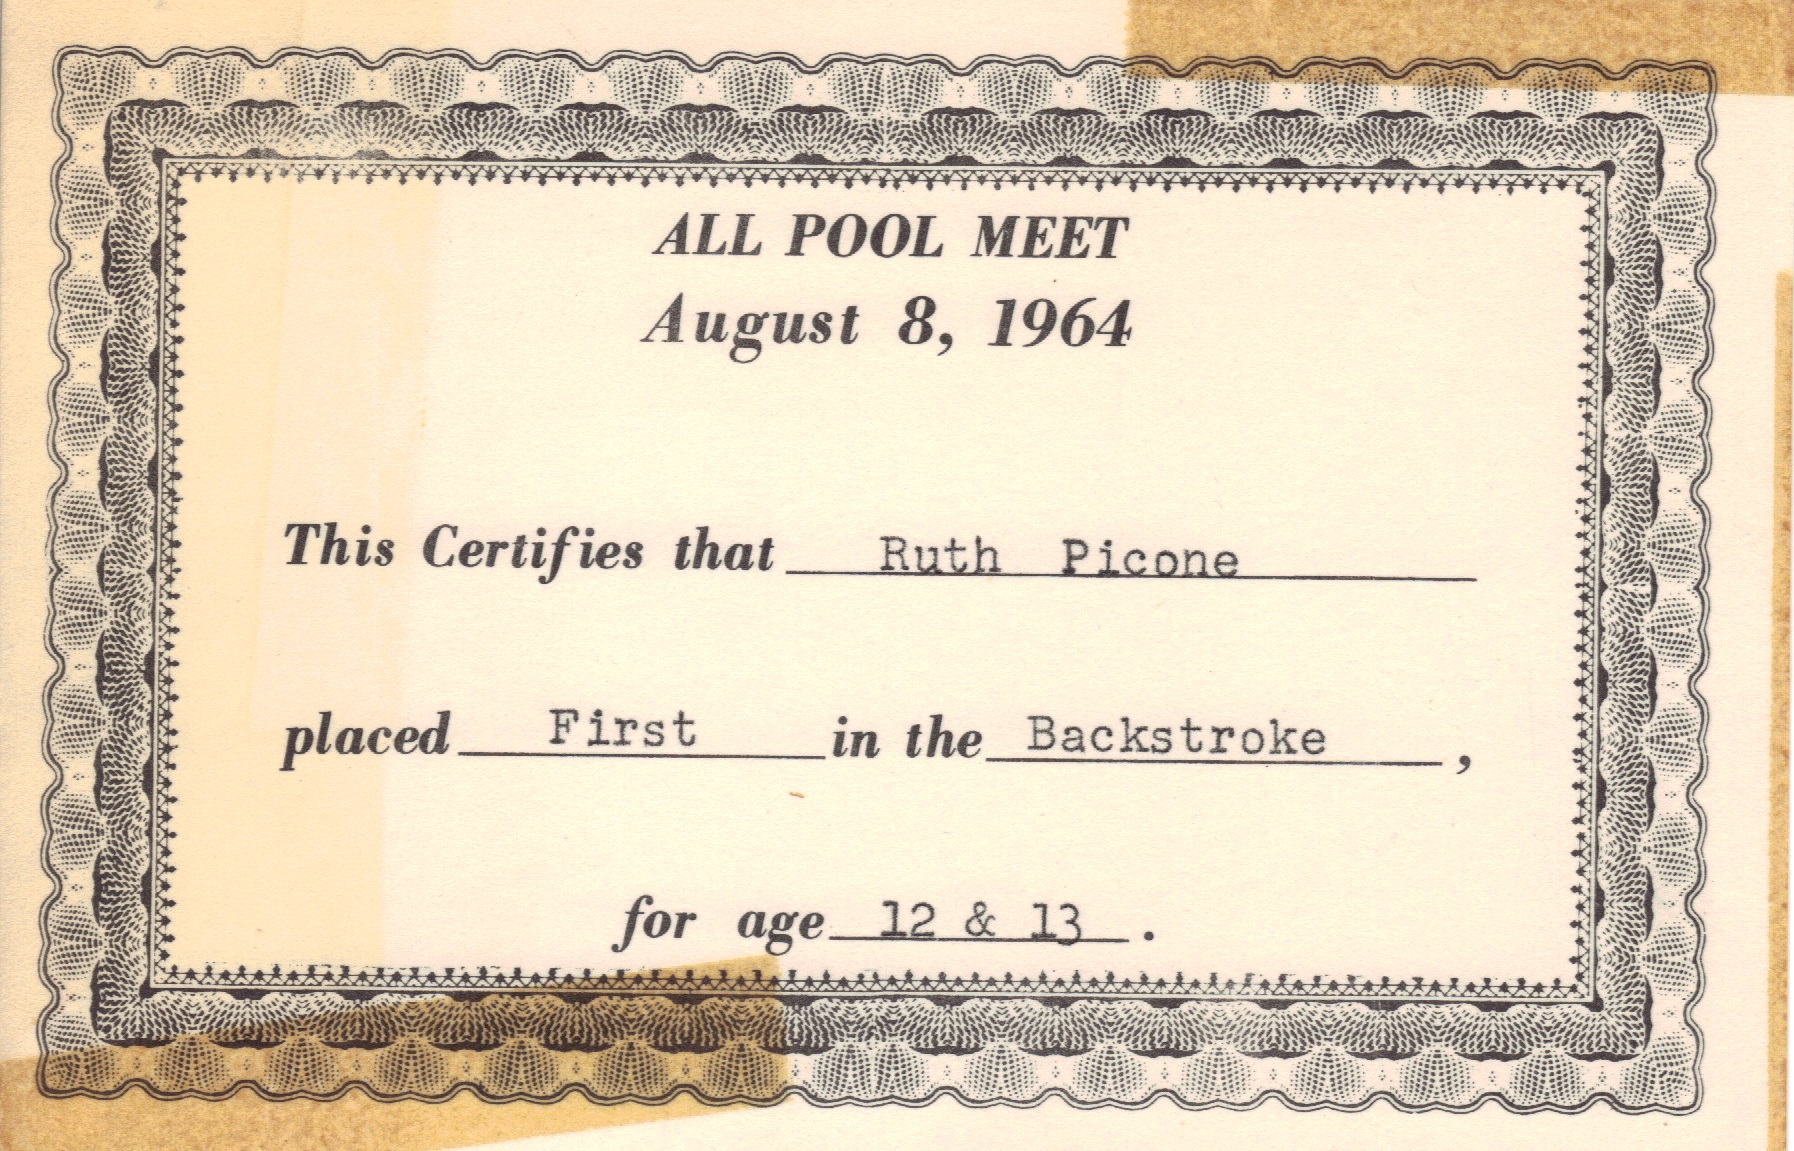 ALL POOL MEET
August 8, 1964
This Certifies that Ruth Picone
placed First in the Backstroke,
for age 12 & 13.